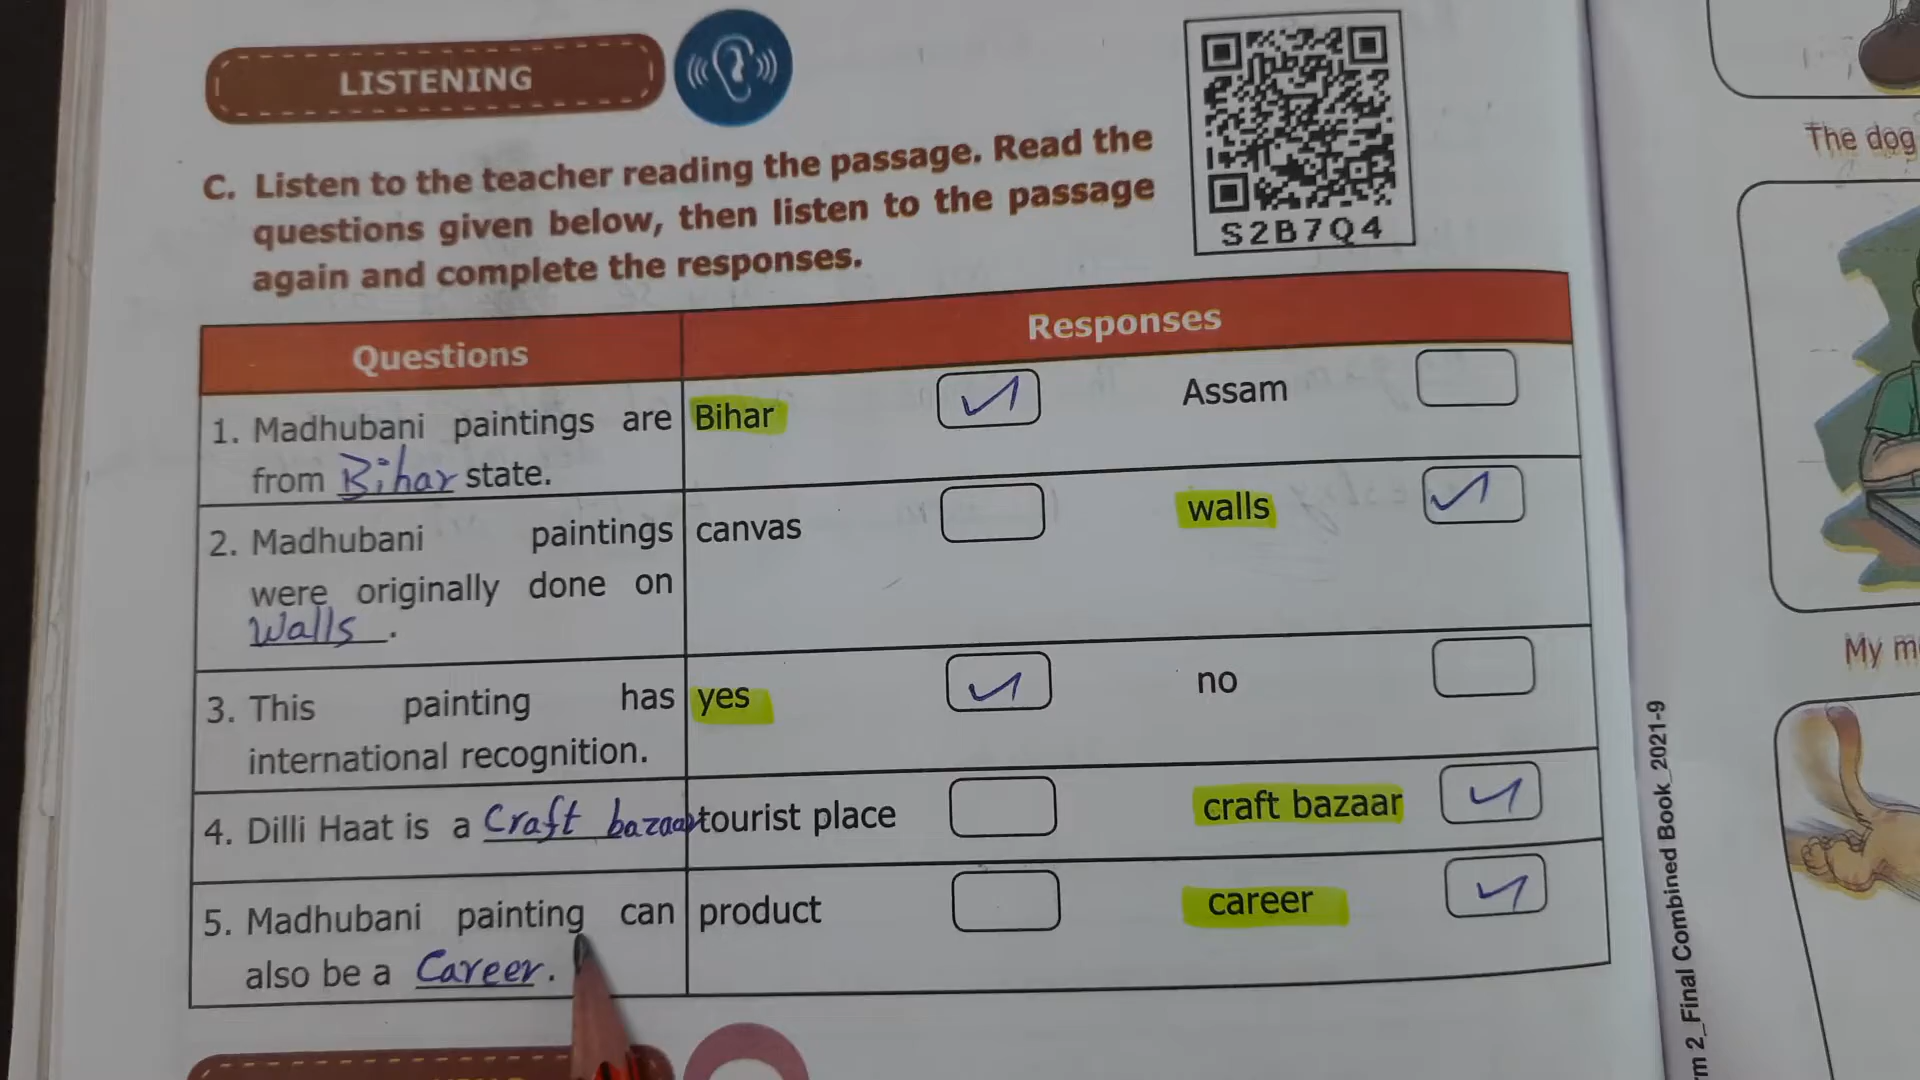 LISTENING
S2B7Q4
C. Listen to the teacher reading the passage. Read the
questions given below, then listen to the passage
again and complete the responses.
Questions
Responses
1. Madhubani paintings are
from Bihar state.
Bihar
Assam
2. Madhubani paintings
were originally done on
Walls.
canvas
walls
3. This painting has
international recognition.
yes
no
4. Dilli Haat is a Craft bazaar
tourist place
craft bazaar
5. Madhubani painting can
also be a Career.
product
career
The dog
My m
rm 2_Final Combined Book_2021-9